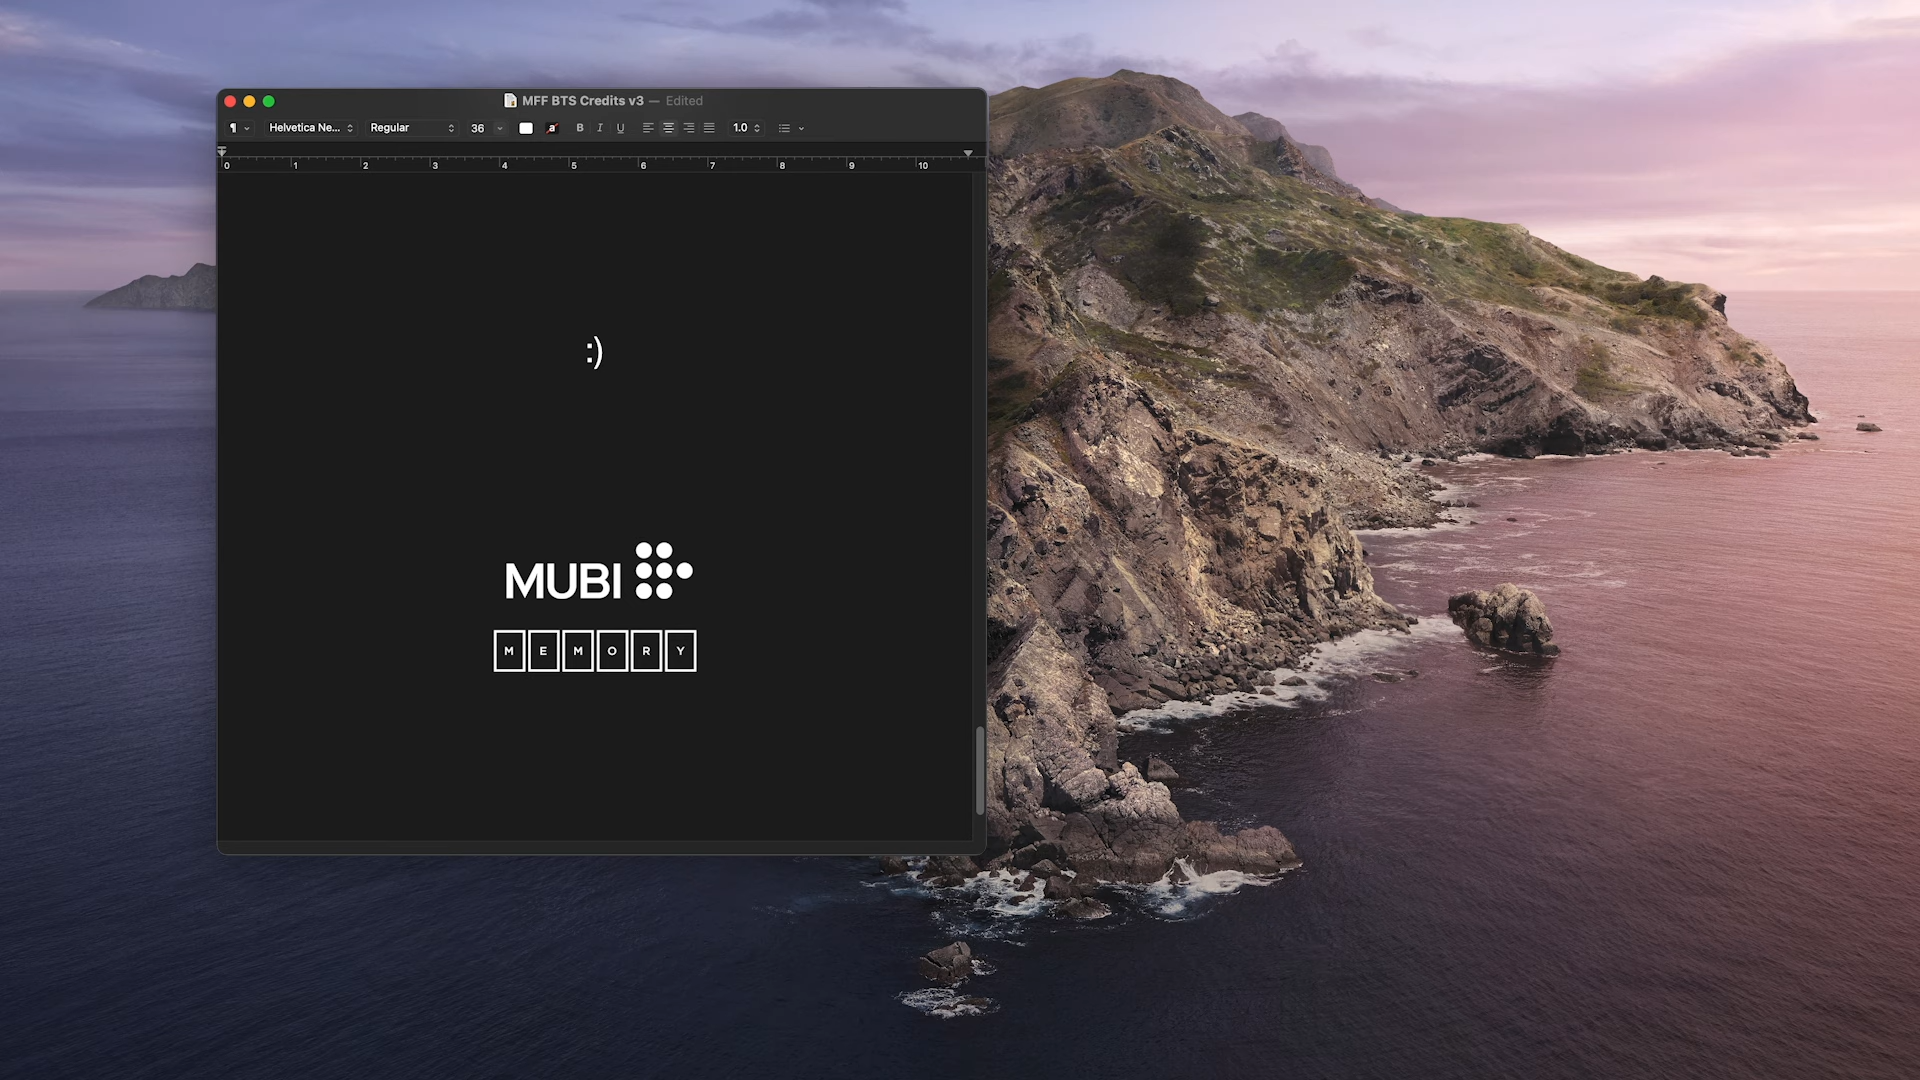 MFF BTS Credits v3 — Edited
¶ Helvetica Ne... Regular 36 a B I U 1.0
0 1 2 3 4 5 6 7 8 9 10
:)
MUBI
MEMORY